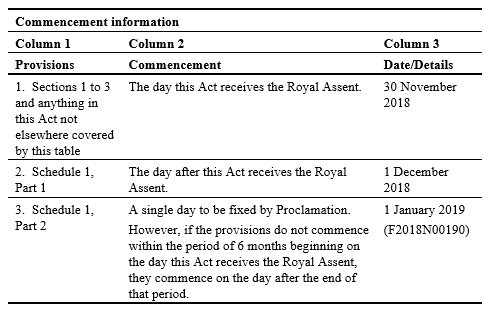 Commencement information
Column 1 Column 2 Column 3
Provisions Commencement Date/Details
1. Sections 1 to 3 The day this Act receives the Royal Assent. 30 November
and anything in 2018
this Act not
elsewhere covered
by this table
2. Schedule 1, The day after this Act receives the Royal 1 December
Part 1 Assent. 2018
3. Schedule 1, A single day to be fixed by Proclamation. 1 January 2019
Part 2 However, if the provisions do not commence (F2018N00190)
within the period of 6 months beginning on
the day this Act receives the Royal Assent,
they commence on the day after the end of
that period.